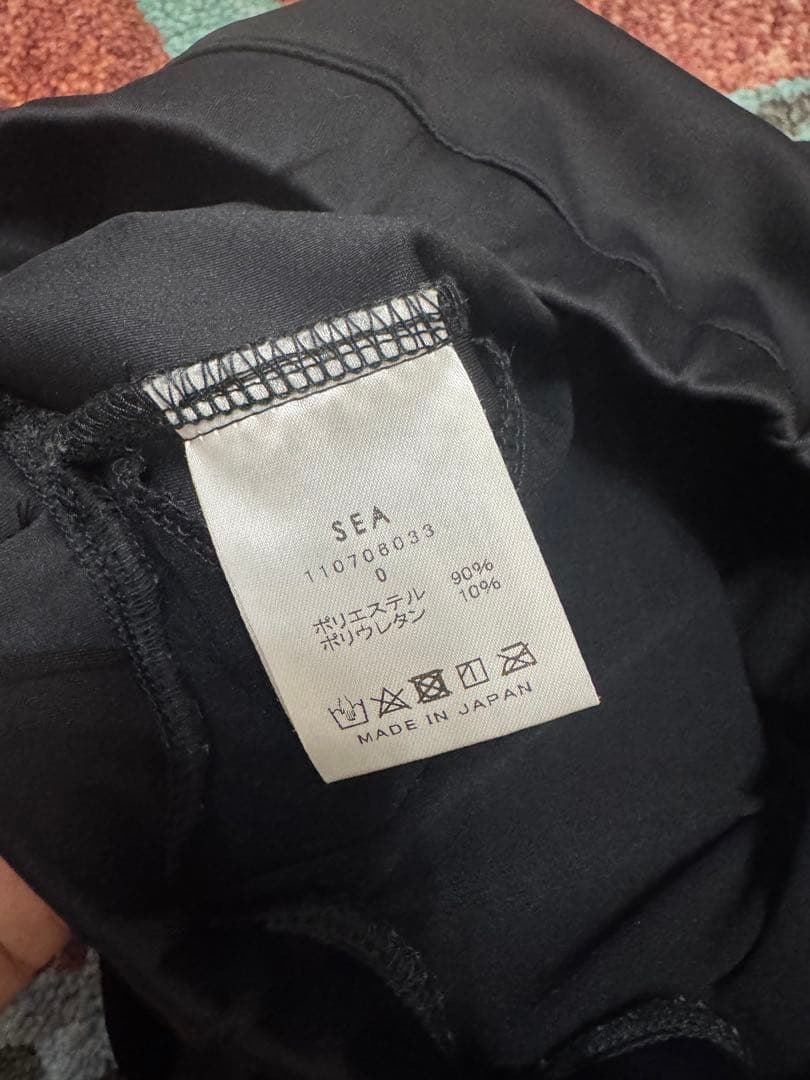 SEA
110708033
0
ポリエステル 90%
ポリウレタン 10%
MADE IN JAPAN